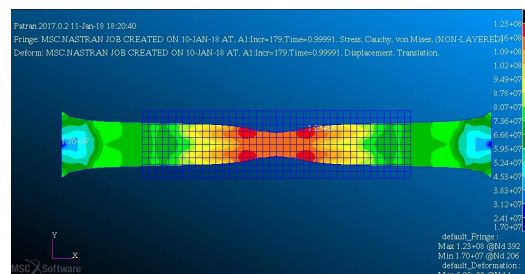 Patran 2017.0.2 11-Jan-18 18:20:40
Fringe: MSC.NASTRAN JOB CREATED ON 10-JAN-18 AT, A1:Incr=179,Time=0.99991, Stress, Cauchy, von Mises, (NON-LAYERED)
Deform: MSC.NASTRAN JOB CREATED ON 10-JAN-18 AT, A1:Incr=179,Time=0.99991, Displacement, Translation,
1.23+08
1.09+08
1.02+08
9.49+07
8.78+07
8.07+07
7.36+07
6.66+07
5.95+07
5.24+07
4.53+07
3.83+07
3.12+07
2.41+07
1.70+07
1.70+07
Y
X
MSC Software
default_Fringe :
Max 1.23+08 @Nd 392
Min 1.70+07 @Nd 206
default_Deformation :